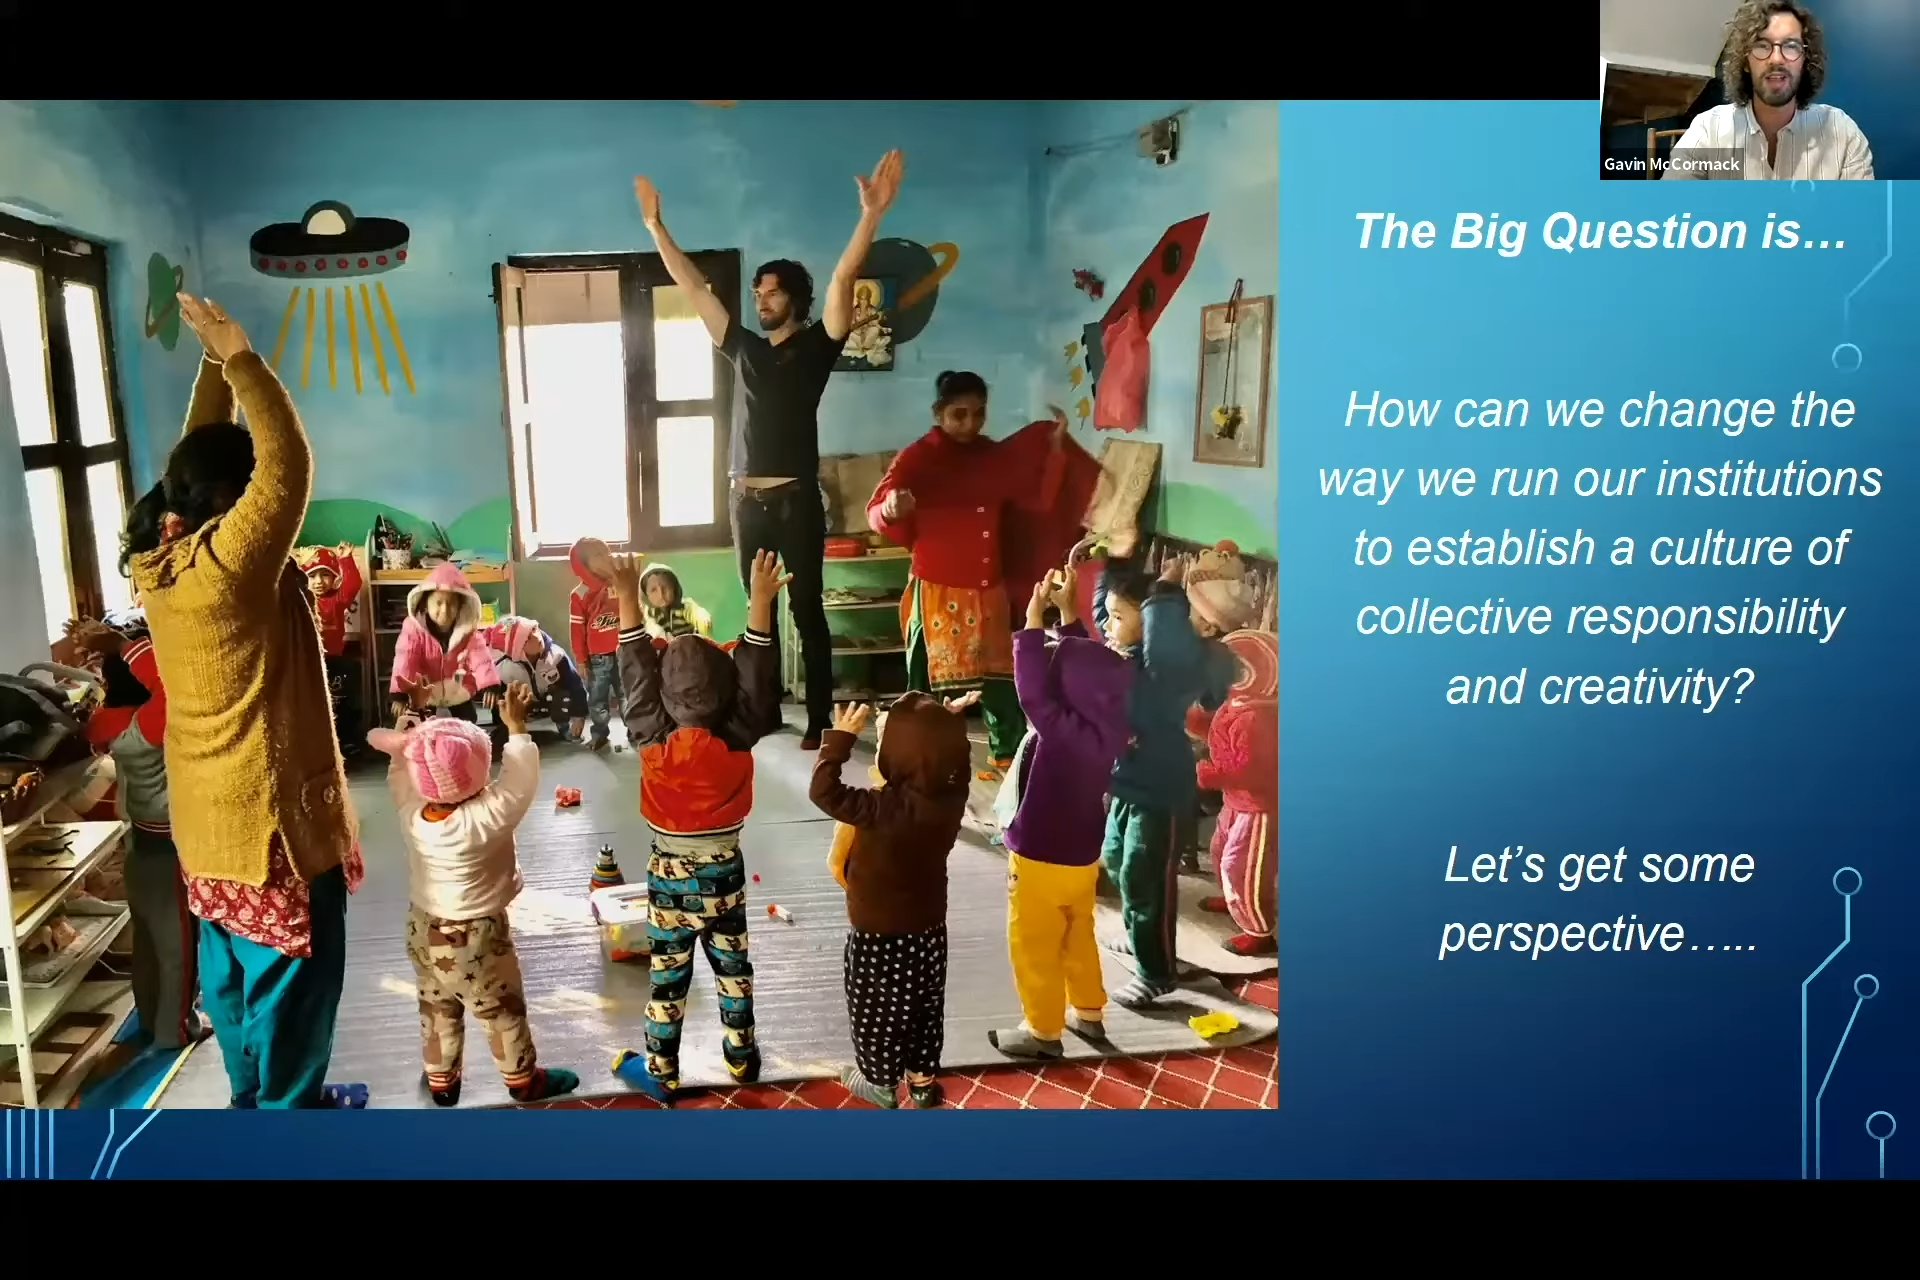 Gavin McCormack
The Big Question is…
How can we change the
way we run our institutions
to establish a culture of
collective responsibility
and creativity?
Let’s get some
perspective…..